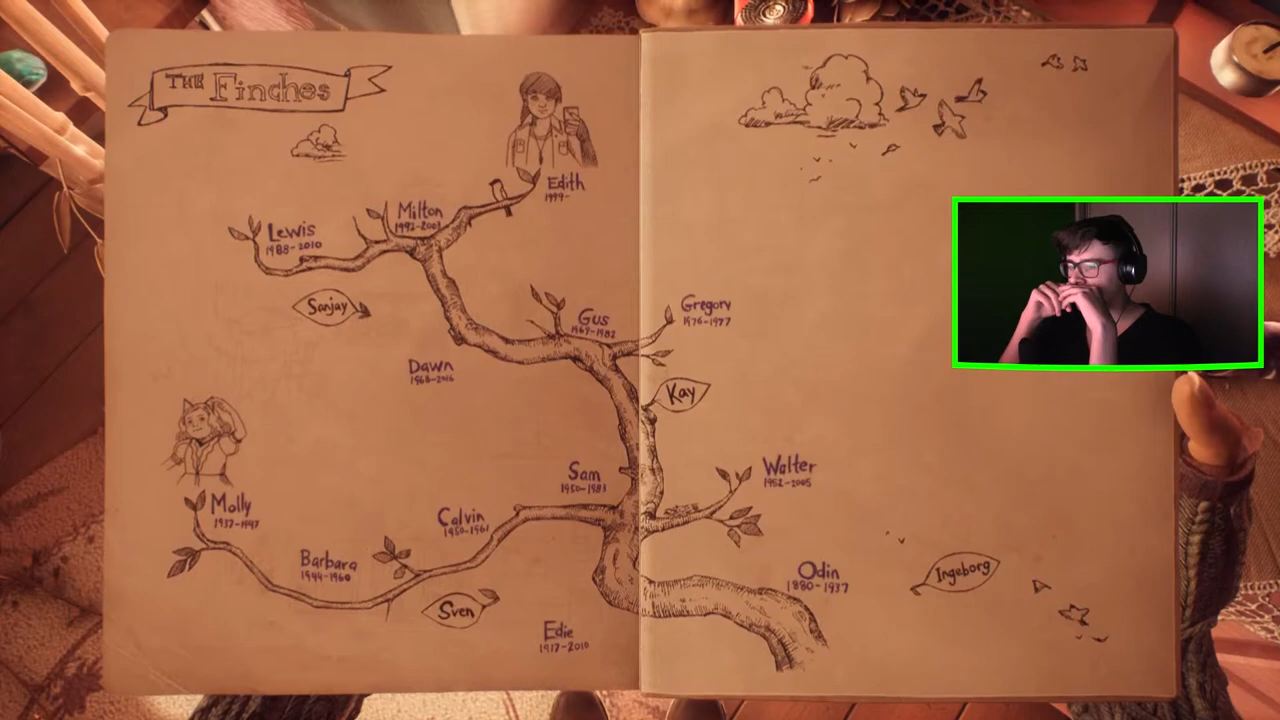 THE Finches
Edith
1999-
Milton
1992-2003
Lewis
1988-2010
Sanjay
Gus
1969-1982
Gregory
1976-1977
Dawn
1968-2016
Kay
Sam
1950-1983
Walter
1952-2005
Molly
1937-1947
Calvin
1950-1961
Barbara
1944-1960
Sven
Odin
1880-1937
Ingeborg
Edie
1917-2010